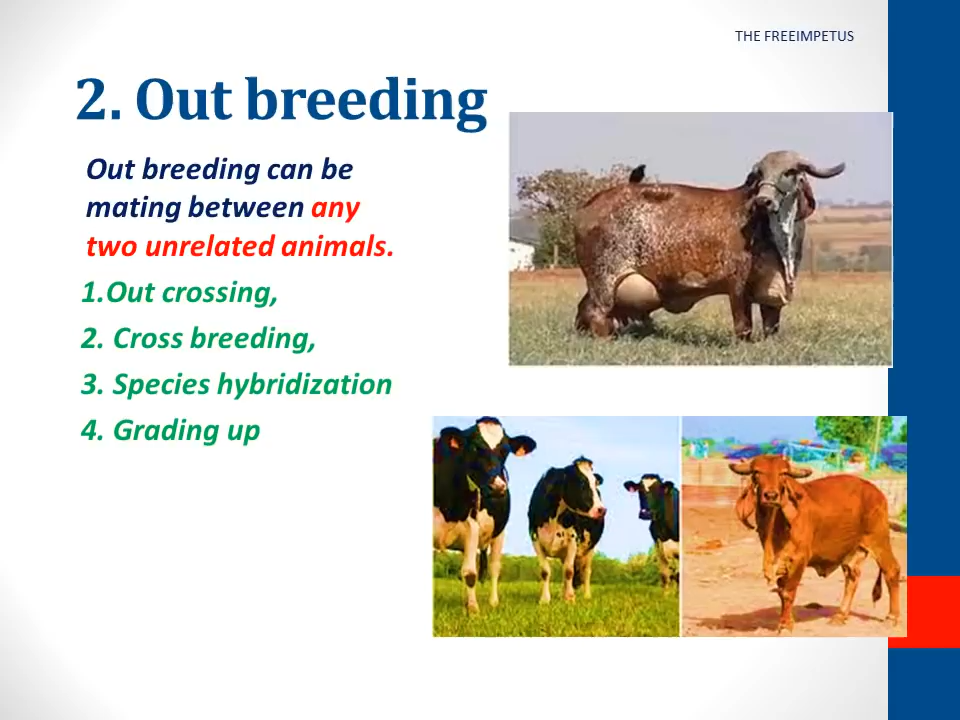 THE FREEIMPETUS
2. Out breeding
Out breeding can be
mating between any
two unrelated animals.
1.Out crossing,
2. Cross breeding,
3. Species hybridization
4. Grading up